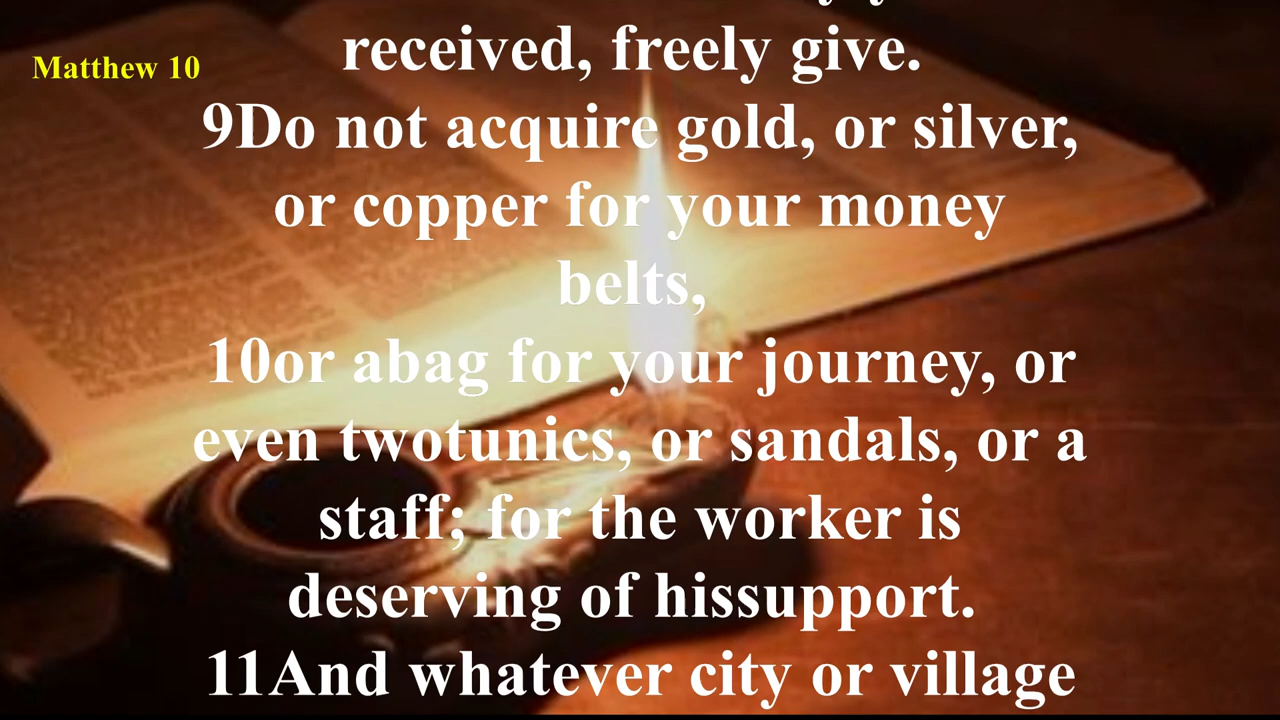 Matthew 10
received, freely give.
9Do not acquire gold, or silver,
or copper for your money
belts,
10or abag for your journey, or
even twotunics, or sandals, or a
staff; for the worker is
deserving of hissupport.
11And whatever city or village